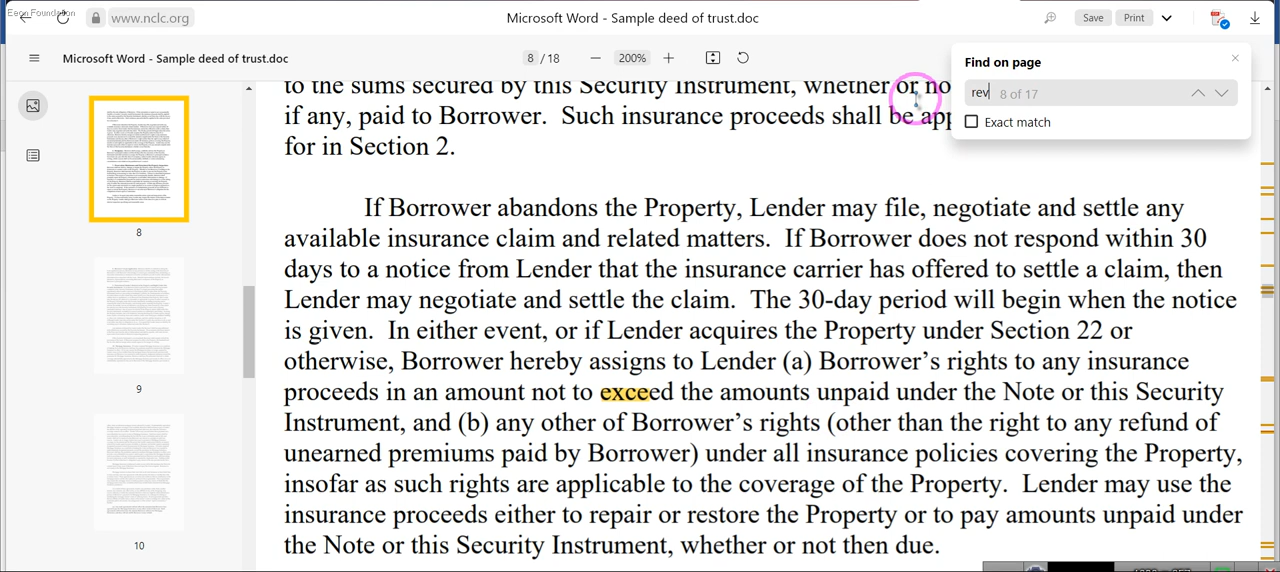 Eeon Foundation
www.nclc.org
Microsoft Word - Sample deed of trust.doc
Save
Print
Microsoft Word - Sample deed of trust.doc
8 / 18
200%
Find on page
rev 8 of 17
Exact match
8
9
10
to the sums secured by this Security Instrument, whether or no
if any, paid to Borrower. Such insurance proceeds shall be app
for in Section 2.
If Borrower abandons the Property, Lender may file, negotiate and settle any
available insurance claim and related matters. If Borrower does not respond within 30
days to a notice from Lender that the insurance carrier has offered to settle a claim, then
Lender may negotiate and settle the claim. The 30-day period will begin when the notice
is given. In either event, or if Lender acquires the Property under Section 22 or
otherwise, Borrower hereby assigns to Lender (a) Borrower’s rights to any insurance
proceeds in an amount not to exceed the amounts unpaid under the Note or this Security
Instrument, and (b) any other of Borrower’s rights (other than the right to any refund of
unearned premiums paid by Borrower) under all insurance policies covering the Property,
insofar as such rights are applicable to the coverage of the Property. Lender may use the
insurance proceeds either to repair or restore the Property or to pay amounts unpaid under
the Note or this Security Instrument, whether or not then due.